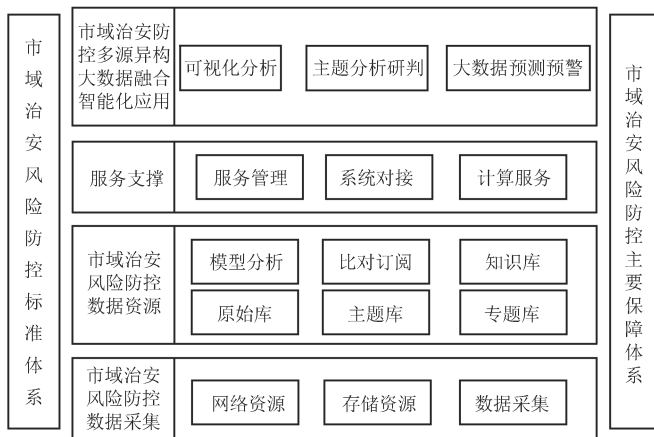 市域治安风险防控标准体系
市域治安防
控多源异构
大数据融合
智能化应用
可视化分析
主题分析研判
大数据预测预警
服务支撑
服务管理
系统对接
计算服务
市域治安
风险防控
数据资源
模型分析
比对订阅
知识库
原始库
主题库
专题库
市域治安
风险防控
数据采集
网络资源
存储资源
数据采集
市域治安风险防控主要保障体系